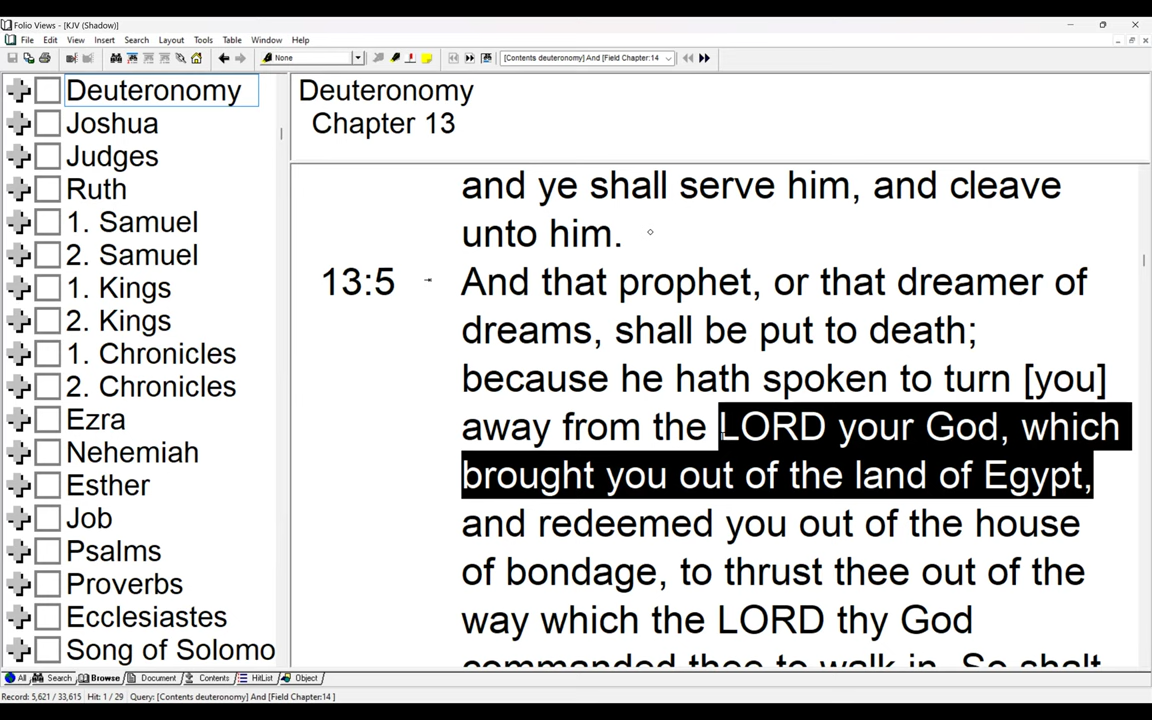 Folio Views - [KJV (Shadow)]
File Edit View Insert Search Layout Tools Table Window Help
None
[Contents deuteronomy] And [Field Chapter:14
Deuteronomy
Joshua
Judges
Ruth
1. Samuel
2. Samuel
1. Kings
2. Kings
1. Chronicles
2. Chronicles
Ezra
Nehemiah
Esther
Job
Psalms
Proverbs
Ecclesiastes
Song of Solomo
Deuteronomy
Chapter 13
and ye shall serve him, and cleave
unto him.
13:5 And that prophet, or that dreamer of
dreams, shall be put to death;
because he hath spoken to turn [you]
away from the LORD your God, which
brought you out of the land of Egypt,
and redeemed you out of the house
of bondage, to thrust thee out of the
way which the LORD thy God
commanded thee to walk in. So shalt
All Search Browse Document Contents HitList Object
Record: 5,621 / 33,615 Hit: 1 / 29 Query: [Contents deuteronomy] And [Field Chapter:14 ]